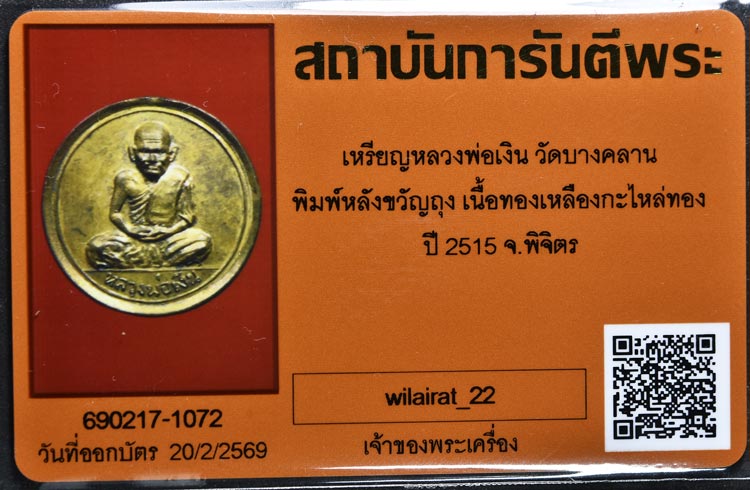 สถาบันการันตีพระ
เหรียญหลวงพ่อเงิน วัดบางคลาน
พิมพ์หลังขวัญถุง เนื้อทองเหลืองกะไหล่ทอง
ปี 2515 จ.พิจิตร
หลวงพ่อเงิน
wilairat_22
เจ้าของพระเครื่อง
690217-1072
วันที่ออกบัตร 20/2/2569